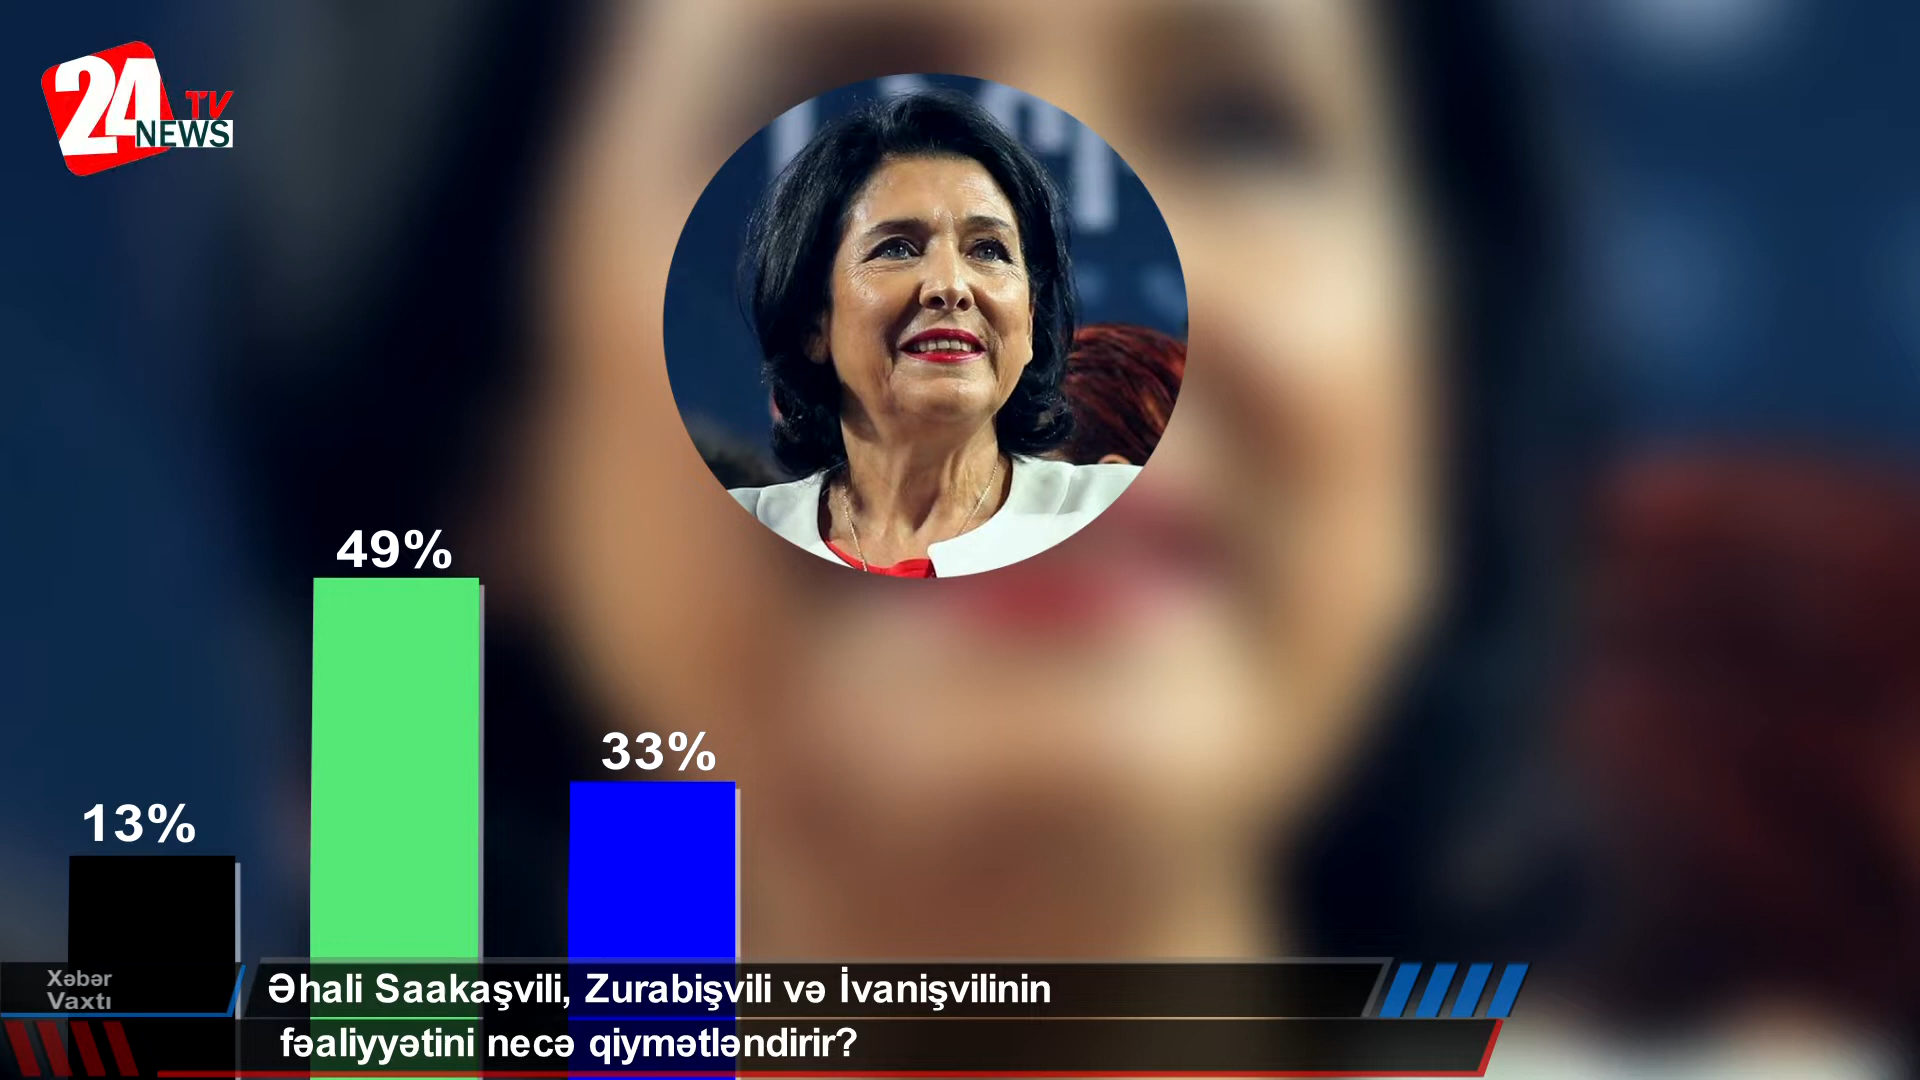 24 TV
NEWS
49%
33%
13%
Xəbər
Vaxtı
Əhali Saakaşvili, Zurabişvili və İvanişvilinin
fəaliyyətini necə qiymətləndirir?